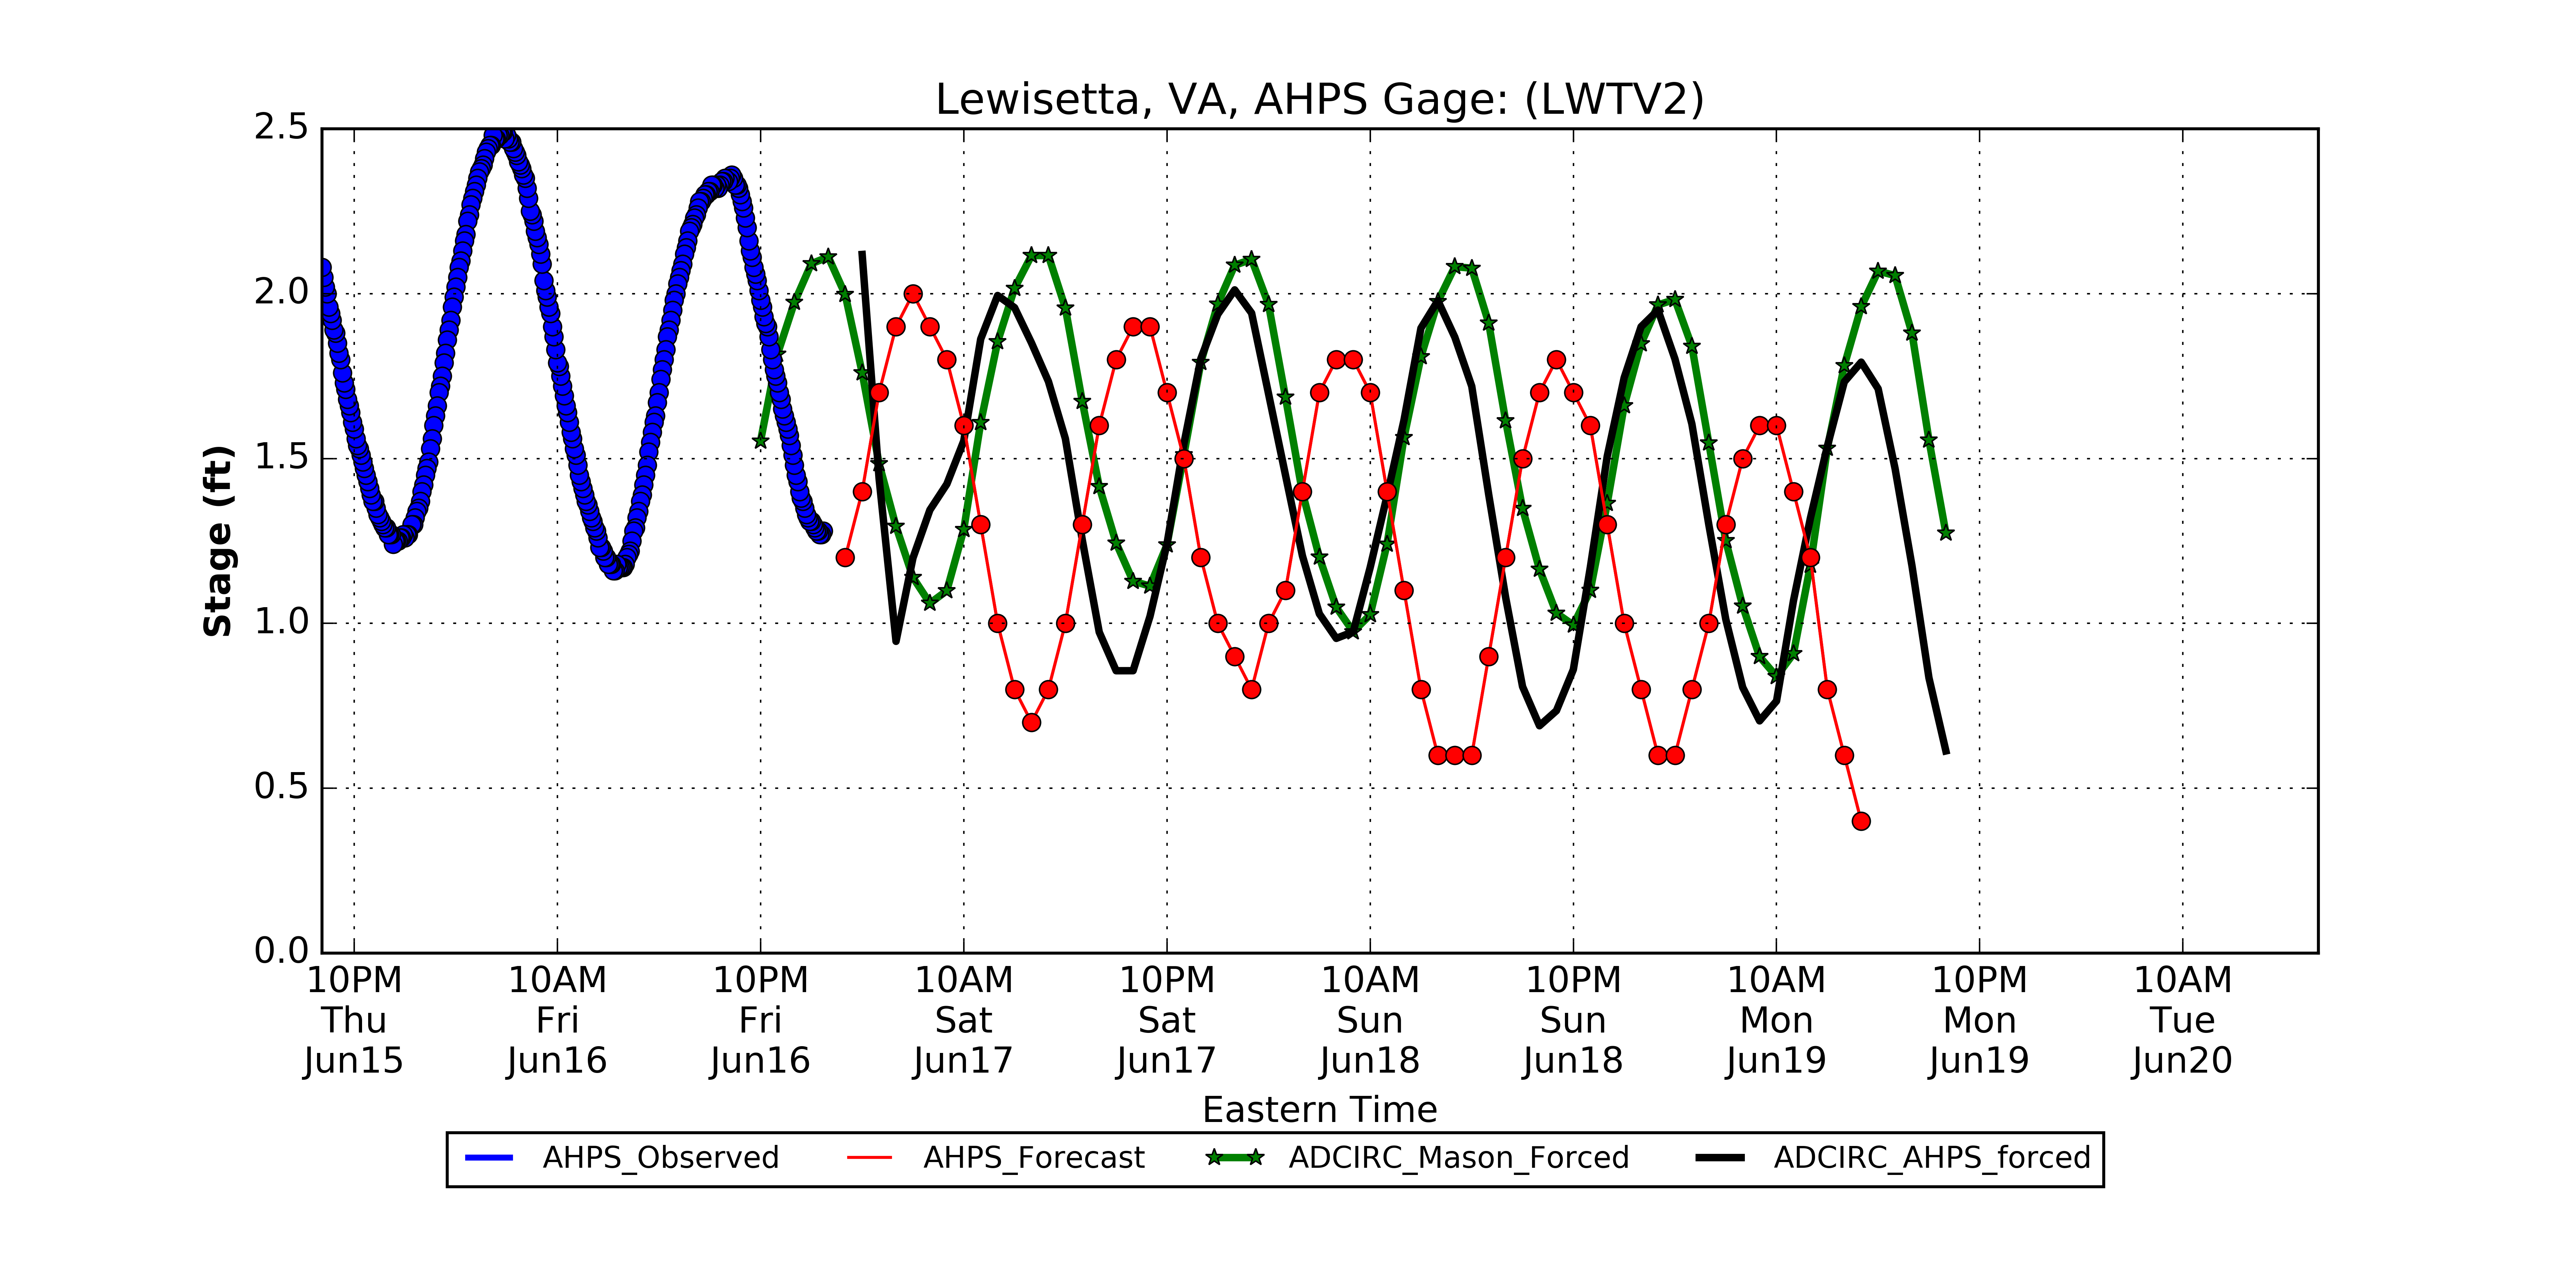 Lewisetta, VA, AHPS Gage: (LWTV2)
2.5
2.0
1.5
1.0
0.5
0.0
Stage (ft)
10PM 10AM 10PM 10AM 10PM 10AM 10PM 10AM 10PM 10AM
Thu Fri Fri Sat Sat Sun Sun Mon Mon Tue
Jun15 Jun16 Jun16 Jun17 Jun17 Jun18 Jun18 Jun19 Jun19 Jun20
Eastern Time
AHPS_Observed AHPS_Forecast ADCIRC_Mason_Forced ADCIRC_AHPS_forced